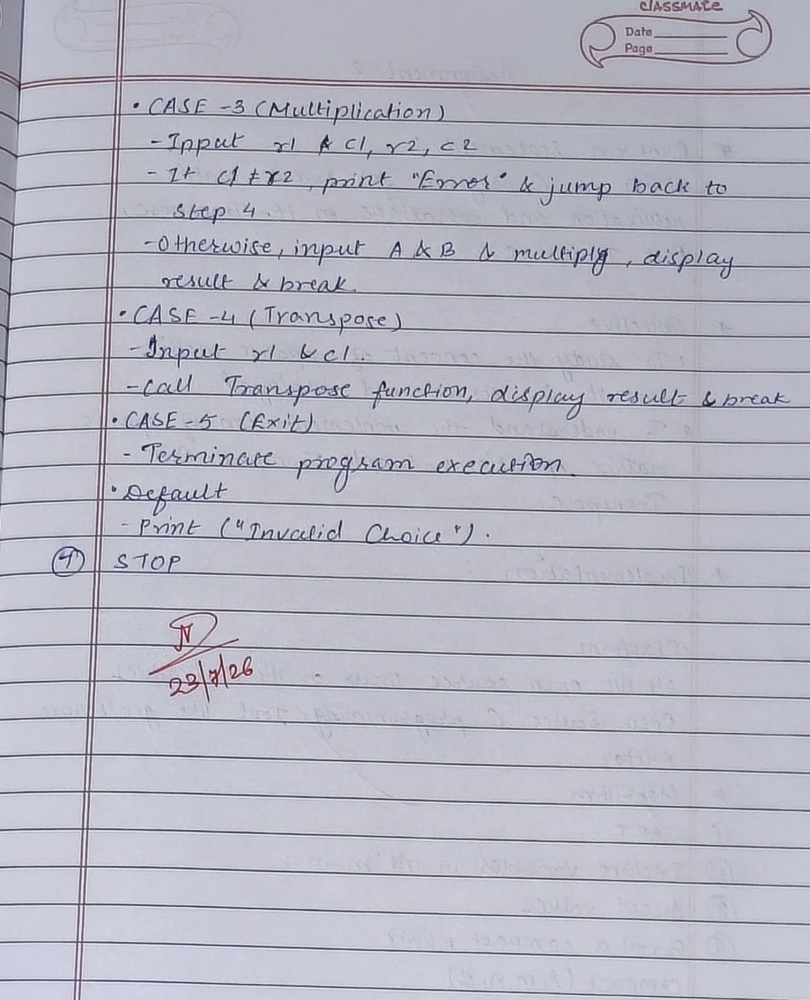 classmate
Date
Page
• CASE -3 (Multiplication)
- Input r1 & c1, r2, c2
- If c1 ≠ r2, print "Error" & jump back to
step 4
- Otherwise, input A & B & multiply, display
result & break.
• CASE -4 (Transpose)
- Input r1 & c1.
- Call Transpose function, display result & break
• CASE -5 (Exit)
- Terminate program execution.
• Default
- Print ("Invalid Choice").
STOP
23/7/26